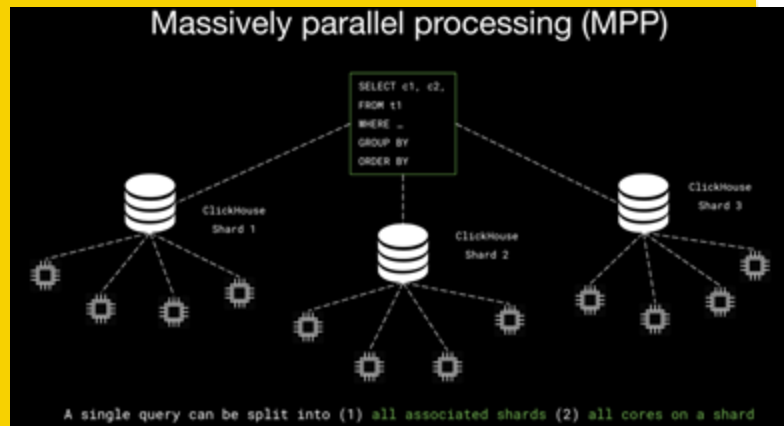 Massively parallel processing (MPP)
SELECT c1, c2,
FROM t1
WHERE …
GROUP BY
ORDER BY
ClickHouse
Shard 1
ClickHouse
Shard 2
ClickHouse
Shard 3
A single query can be split into (1) all associated shards (2) all cores on a shard